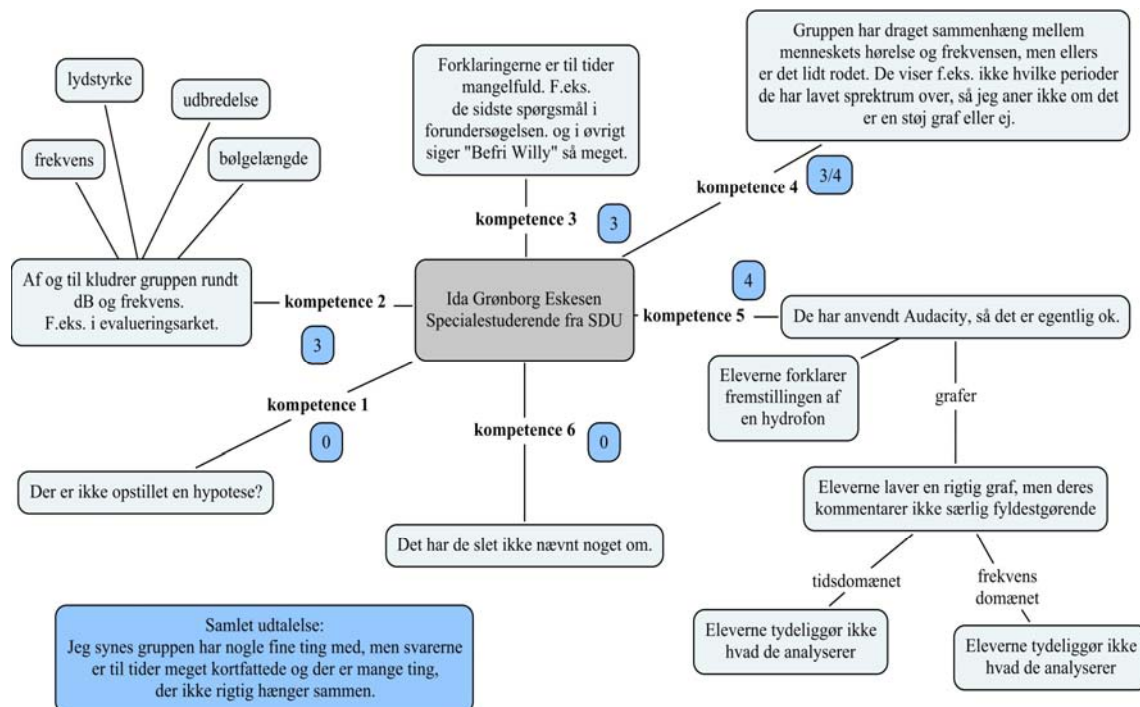 lydstyrke
udbredelse
frekvens
bølgelængde
Af og til kludrer gruppen rundt
dB og frekvens.
F.eks. i evalueringsarket.
kompetence 2
3
Forklaringerne er til tider
mangelfuld. F.eks.
de sidste spørgsmål i
forundersøgelsen. og i øvrigt
siger "Befri Willy" så meget.
kompetence 3
3
Gruppen har draget sammenhæng mellem
menneskets hørelse og frekvensen, men ellers
er det lidt rodet. De viser f.eks. ikke hvilke perioder
de har lavet sprektrum over, så jeg aner ikke om det
er en støj graf eller ej.
kompetence 4
3/4
Ida Grønborg Eskesen
Specialestuderende fra SDU
kompetence 5
4
De har anvendt Audacity, så det er egentlig ok.
Eleverne forklarer
fremstillingen af
en hydrofon
grafer
Eleverne laver en rigtig graf, men deres
kommentarer ikke særlig fyldestgørende
tidsdomænet
frekvens
domænet
Eleverne tydeliggør ikke
hvad de analyserer
Eleverne tydeliggør ikke
hvad de analyserer
kompetence 1
0
Der er ikke opstillet en hypotese?
kompetence 6
0
Det har de slet ikke nævnt noget om.
Samlet udtalelse:
Jeg synes gruppen har nogle fine ting med, men svarerne
er til tider meget kortfattede og der er mange ting,
der ikke rigtig hænger sammen.